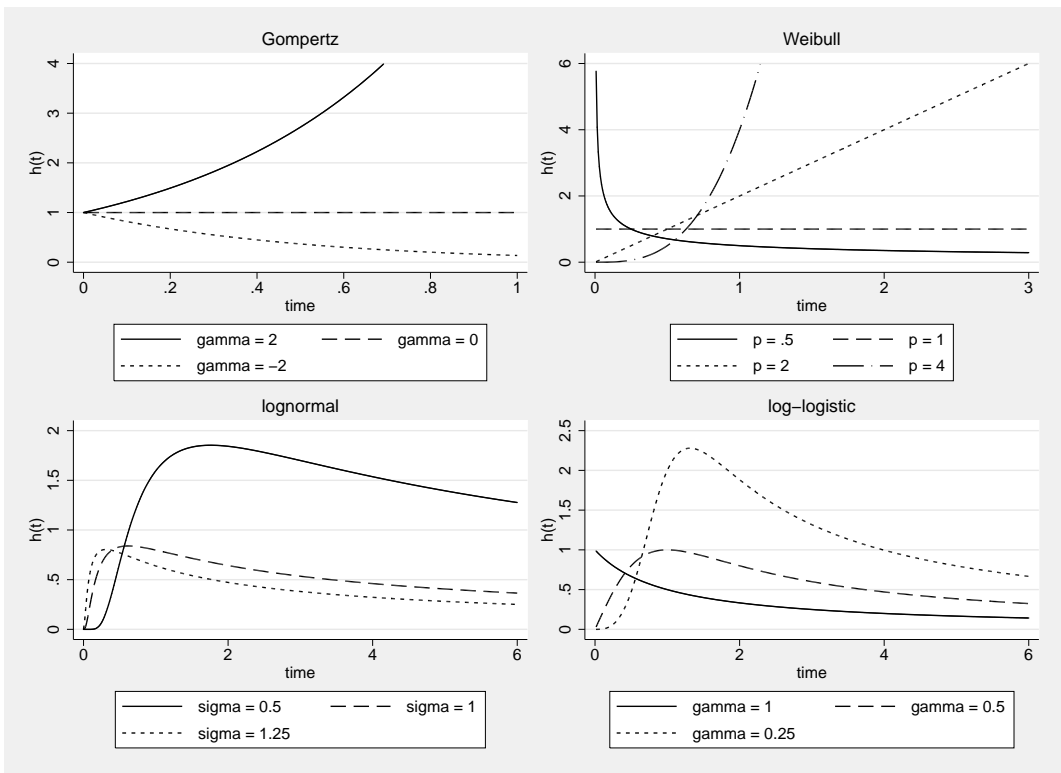 Gompertz
h(t)
0 1 2 3 4
0 .2 .4 .6 .8 1
time
gamma = 2 gamma = 0
gamma = −2
Weibull
h(t)
0 2 4 6
0 1 2 3
time
p = .5 p = 1
p = 2 p = 4
lognormal
h(t)
0 .5 1 1.5 2
0 2 4 6
time
sigma = 0.5 sigma = 1
sigma = 1.25
log−logistic
h(t)
0 .5 1 1.5 2 2.5
0 2 4 6
time
gamma = 1 gamma = 0.5
gamma = 0.25